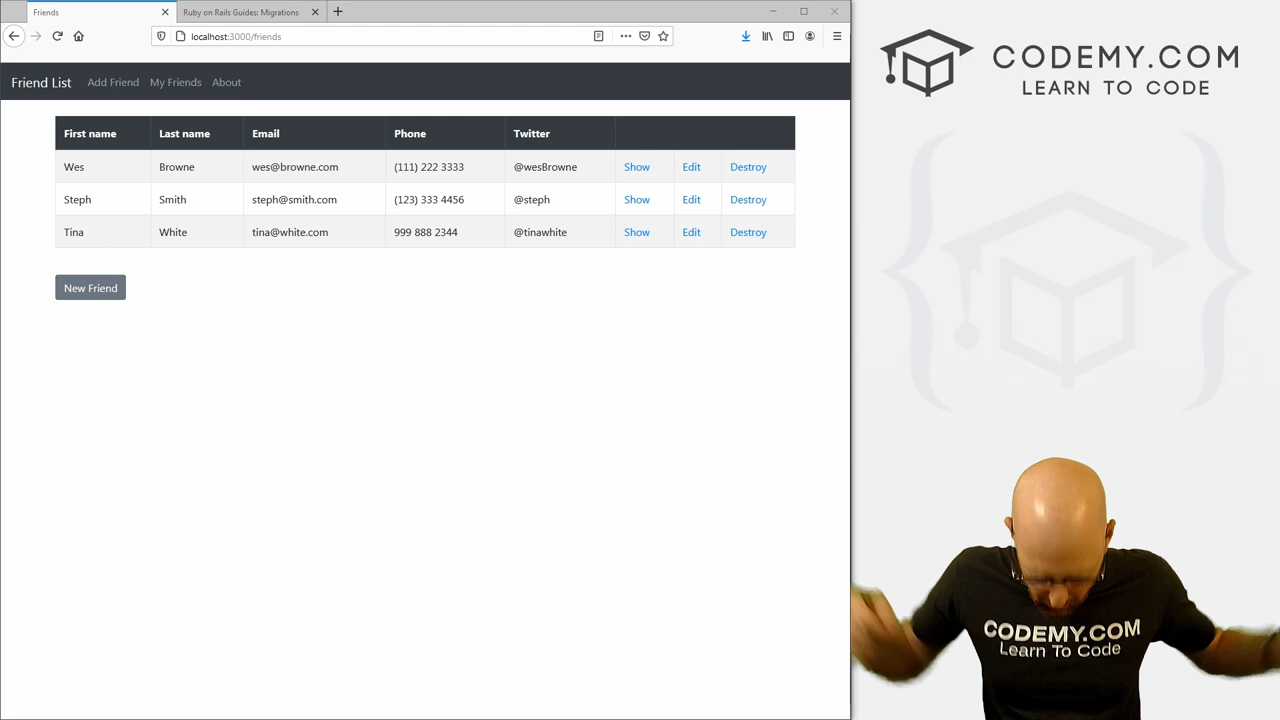 Friends
Ruby on Rails Guides: Migrations
localhost:3000/friends
Friend List Add Friend My Friends About
First name Last name Email Phone Twitter
Wes Browne wes@browne.com (111) 222 3333 @wesBrowne Show Edit Destroy
Steph Smith steph@smith.com (123) 333 4456 @steph Show Edit Destroy
Tina White tina@white.com 999 888 2344 @tinawhite Show Edit Destroy
New Friend
CODEMY.COM
LEARN TO CODE
CODEMY.COM
Learn To Code